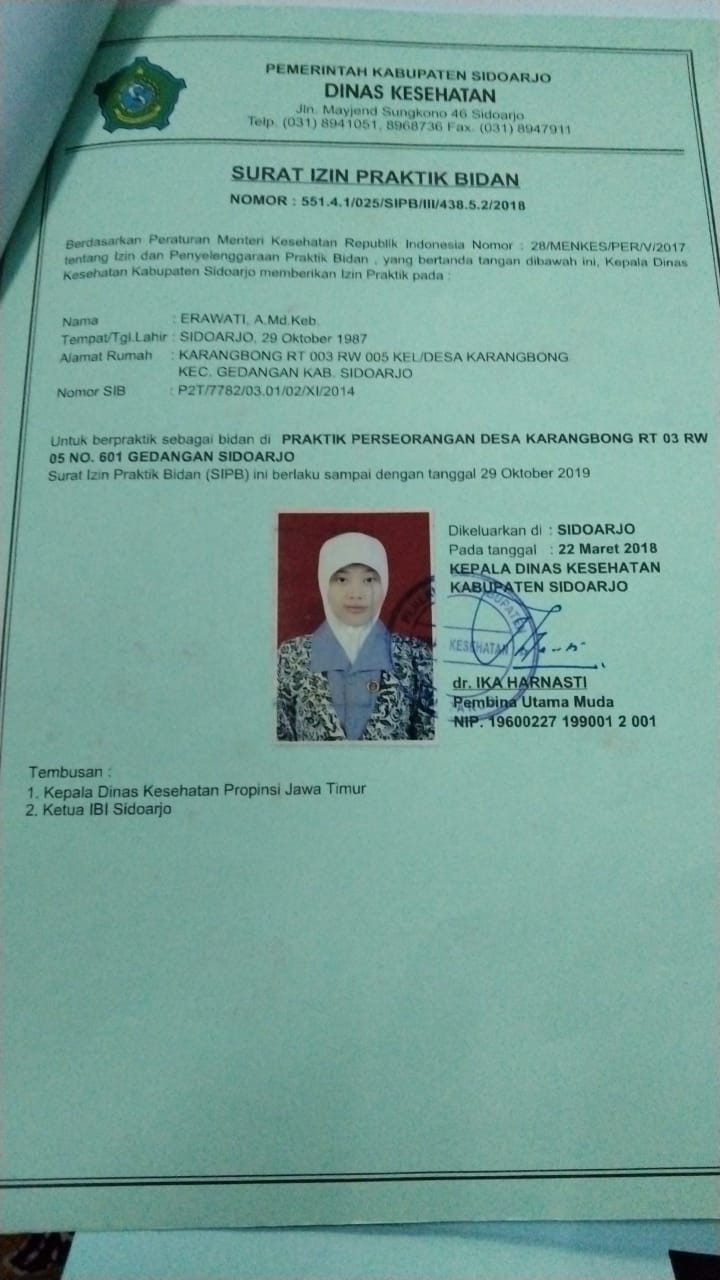 PEMERINTAH KABUPATEN SIDOARJO
DINAS KESEHATAN
Jln. Mayjend Sungkono 46 Sidoarjo
Telp. (031) 8941051, 8968736 Fax. (031) 8947911
SURAT IZIN PRAKTIK BIDAN
NOMOR : 551.4.1/025/SIPB/III/438.5.2/2018
Berdasarkan Peraturan Menteri Kesehatan Republik Indonesia Nomor : 28/MENKES/PER/V/2017
tentang Izin dan Penyelenggaraan Praktik Bidan , yang bertanda tangan dibawah ini, Kepala Dinas
Kesehatan Kabupaten Sidoarjo memberikan Izin Praktik pada :
Nama : ERAWATI, A.Md.Keb.
Tempat/Tgl.Lahir : SIDOARJO, 29 Oktober 1987
Alamat Rumah : KARANGBONG RT 003 RW 005 KEL/DESA KARANGBONG
KEC. GEDANGAN KAB. SIDOARJO
Nomor SIB : P2T/7782/03.01/02/XI/2014
Untuk berpraktik sebagai bidan di PRAKTIK PERSEORANGAN DESA KARANGBONG RT 03 RW
05 NO. 601 GEDANGAN SIDOARJO
Surat Izin Praktik Bidan (SIPB) ini berlaku sampai dengan tanggal 29 Oktober 2019
Dikeluarkan di : SIDOARJO
Pada tanggal : 22 Maret 2018
KEPALA DINAS KESEHATAN
KABUPATEN SIDOARJO
KESEHATAN
dr. IKA HARNASTI
Pembina Utama Muda
NIP. 19600227 199001 2 001
Tembusan :
1. Kepala Dinas Kesehatan Propinsi Jawa Timur
2. Ketua IBI Sidoarjo